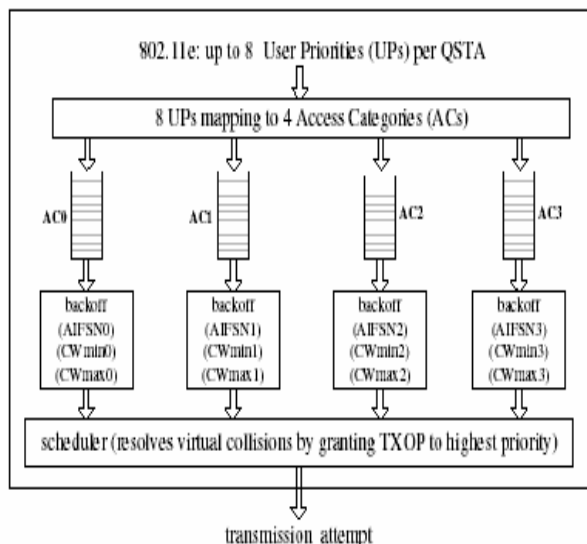 802.11e: up to 8 User Priorities (UPs) per QSTA
8 UPs mapping to 4 Access Categories (ACs)
AC0
AC1
AC2
AC3
backoff
(AIFSN0)
(CWmin0)
(CWmax0)
backoff
(AIFSN1)
(CWmin1)
(CWmax1)
backoff
(AIFSN2)
(CWmin2)
(CWmax2)
backoff
(AIFSN3)
(CWmin3)
(CWmax3)
scheduler (resolves virtual collisions by granting TXOP to highest priority)
transmission attempt